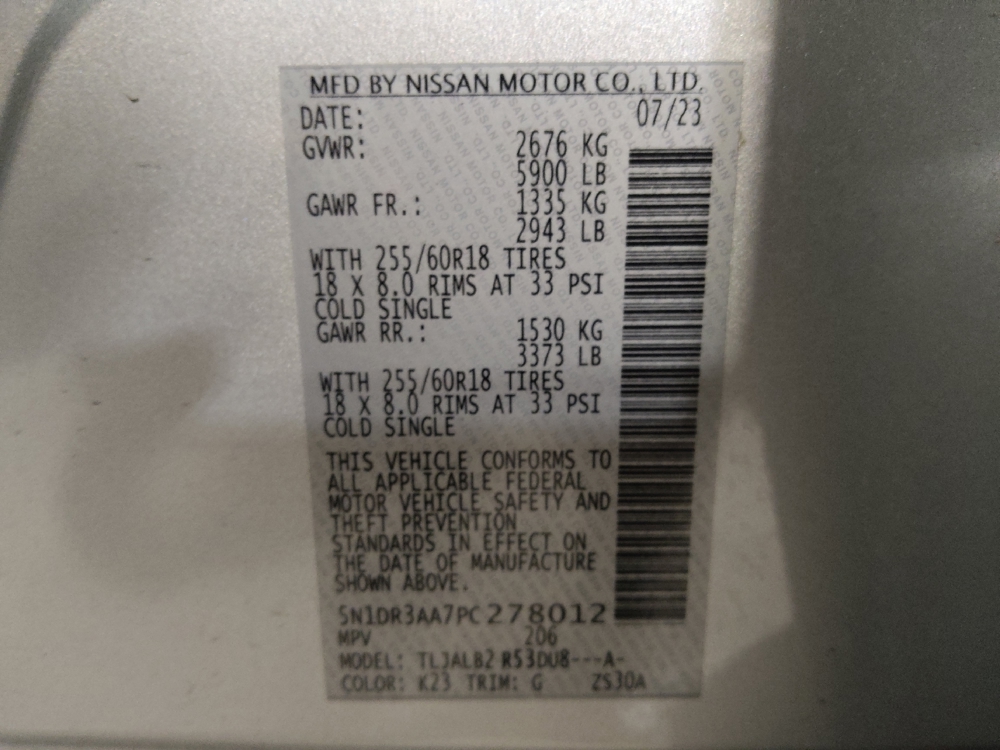 MFD BY NISSAN MOTOR CO., LTD.
DATE: 07/23
GVWR: 2676 KG
5900 LB
GAWR FR.: 1335 KG
2943 LB
WITH 255/60R18 TIRES
18 X 8.0 RIMS AT 33 PSI
COLD SINGLE
GAWR RR.: 1530 KG
3373 LB
WITH 255/60R18 TIRES
18 X 8.0 RIMS AT 33 PSI
COLD SINGLE
THIS VEHICLE CONFORMS TO
ALL APPLICABLE FEDERAL
MOTOR VEHICLE SAFETY AND
THEFT PREVENTION
STANDARDS IN EFFECT ON
THE DATE OF MANUFACTURE
SHOWN ABOVE.
5N1DR3AA7PC278012
MPV 206
MODEL: TLJALB2 R53DU8---A-
COLOR: K23 TRIM: G ZS30A